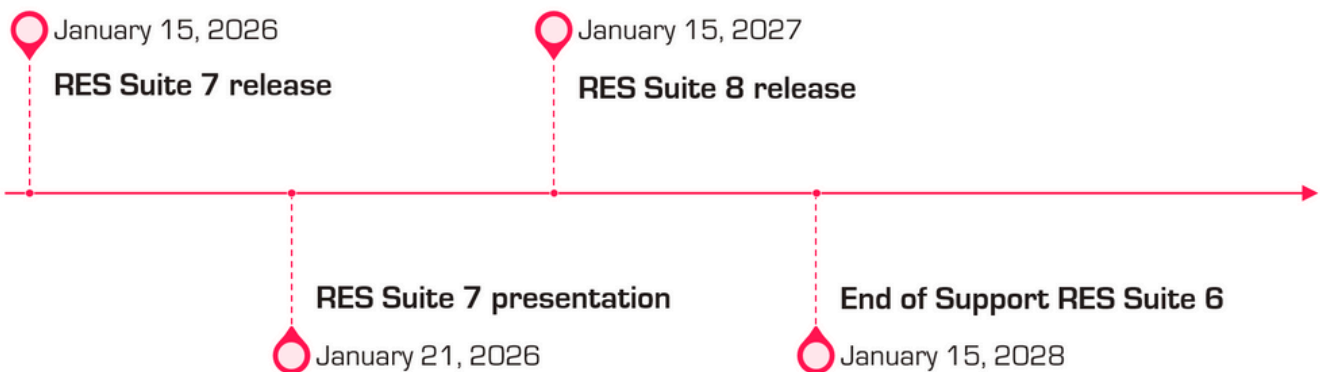 January 15, 2026
RES Suite 7 release
January 15, 2027
RES Suite 8 release
RES Suite 7 presentation
January 21, 2026
End of Support RES Suite 6
January 15, 2028